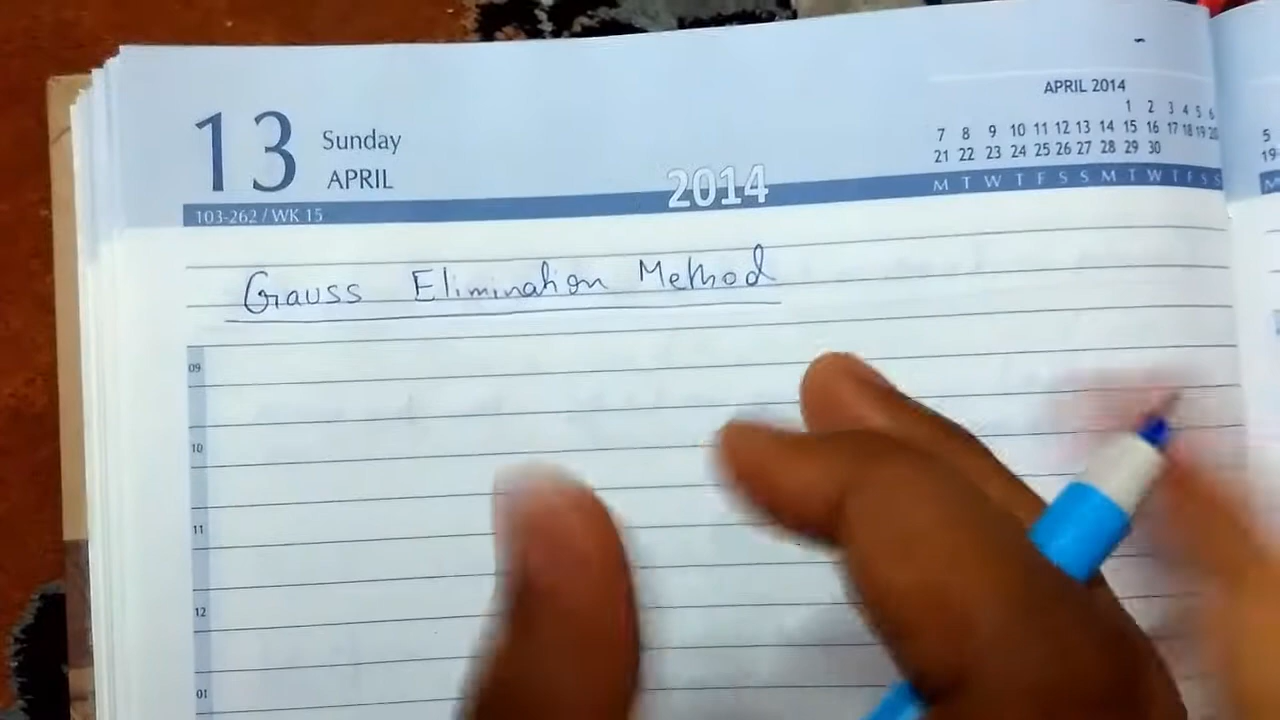 13 Sunday
APRIL
103-262 / WK 15
2014
APRIL 2014
1 2 3 4 5 6
7 8 9 10 11 12 13 14 15 16 17 18 19 20
21 22 23 24 25 26 27 28 29 30
M T W T F S S M T W T F S S
5
19
M
Gauss Elimination Method
09
10
11
12
01